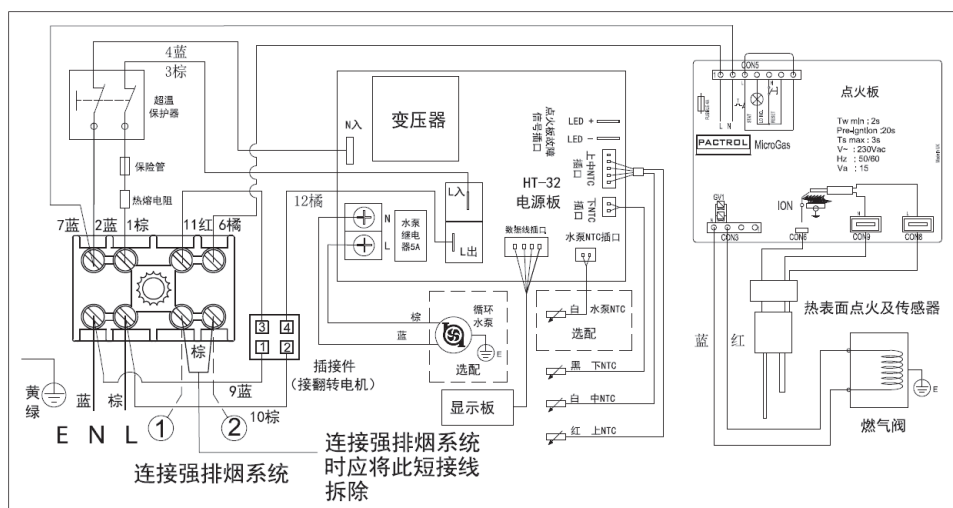 4蓝
3棕
超温
保护器
保险管
热熔电阻
7蓝
2蓝
1棕
11红
6橘
N入
变压器
L入
L出
12橘
N
L
水泵
继电
器5A
点火板故障
信号插口
LED +
LED -
上中NTC
插口
HT-32
电源板
下NTC
插口
数据线插口
水泵NTC插口
白 水泵NTC
选配
棕
蓝
循环
水泵
E
选配
显示板
黑 下NTC
白 中NTC
红 上NTC
3
4
1
2
插接件
(接翻转电机)
棕
9蓝
10棕
黄
绿
蓝
棕
E N L
1
2
连接强排烟系统
连接强排烟系统
时应将此短接线
拆除
CON5
1
L N
PACTROL
MicroGas
点火板
Tw min : 2s
Pre-Igntion :20s
Ts max : 3s
V~ : 230Vac
Hz : 50/60
Va : 15
GV1
N
CON3
ION
CON6
N
CON9
L
CON8
热表面点火及传感器
蓝
红
E
燃气阀